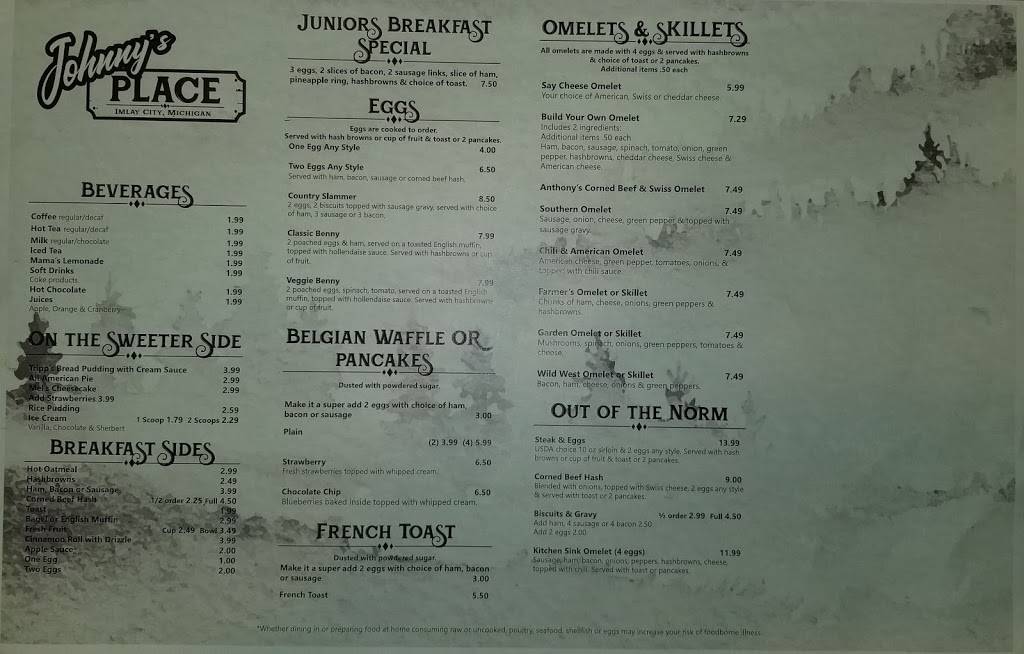 Johnny's
PLACE
IMLAY CITY, MICHIGAN
BEVERAGES
Coffee regular/decaf 1.99
Hot Tea regular/decaf 1.99
Milk regular/chocolate 1.99
Iced Tea 1.99
Mama's Lemonade 1.99
Soft Drinks 1.99
Coke products.
Hot Chocolate 1.99
Juices 1.99
Apple, Orange & Cranberry
ON THE SWEETER SIDE
Tripp's Bread Pudding with Cream Sauce 3.99
All American Pie 2.99
Mel's Cheesecake 2.99
Add Strawberries 3.99
Rice Pudding 2.59
Ice Cream 1 Scoop 1.79 2 Scoops 2.29
Vanilla, Chocolate & Sherbert
BREAKFAST SIDES
Hot Oatmeal 2.99
Hashbrowns 2.49
Ham, Bacon or Sausage 3.99
Corned Beef Hash 1/2 order 2.25 Full 4.50
Toast 1.99
Bagel or English Muffin 2.99
Fresh Fruit Cup 2.49 Bowl 3.49
Cinnamon Roll with Drizzle 3.99
Apple Sauce 2.00
One Egg 1.00
Two Eggs 2.00
JUNIORS BREAKFAST
SPECIAL
3 eggs, 2 slices of bacon, 2 sausage links, slice of ham,
pineapple ring, hashbrowns & choice of toast. 7.50
EGGS
Eggs are cooked to order.
Served with hash browns or cup of fruit & toast or 2 pancakes.
One Egg Any Style 4.00
Two Eggs Any Style 6.50
Served with ham, bacon, sausage or corned beef hash.
Country Slammer 8.50
2 eggs, 2 biscuits topped with sausage gravy, served with choice
of ham, 3 sausage or 3 bacon.
Classic Benny 7.99
2 poached eggs & ham, served on a toasted English muffin,
topped with hollendaise sauce. Served with hashbrowns or cup
of fruit.
Veggie Benny 7.99
2 poached eggs, spinach, tomato, served on a toasted English
muffin, topped with hollendaise sauce. Served with hashbrowns
or cup of fruit.
BELGIAN WAFFLE OR
PANCAKES
Dusted with powdered sugar.
Make it a super add 2 eggs with choice of ham,
bacon or sausage 3.00
Plain
(2) 3.99 (4) 5.99
Strawberry 6.50
Fresh strawberries topped with whipped cream.
Chocolate Chip 6.50
Blueberries baked inside topped with whipped cream.
FRENCH TOAST
Dusted with powdered sugar.
Make it a super add 2 eggs with choice of ham, bacon
or sausage 3.00
French Toast 5.50
OMELETS & SKILLETS
All omelets are made with 4 eggs & served with hashbrowns
& choice of toast or 2 pancakes.
Additional items .50 each
Say Cheese Omelet 5.99
Your choice of American, Swiss or cheddar cheese.
Build Your Own Omelet 7.29
Includes 2 ingredients:
Additional items .50 each
Ham, bacon, sausage, spinach, tomato, onion, green
pepper, hashbrowns, cheddar cheese, Swiss cheese &
American cheese.
Anthony's Corned Beef & Swiss Omelet 7.49
Southern Omelet 7.49
Sausage, onion, cheese, green pepper & topped with
sausage gravy.
Chili & American Omelet 7.49
American cheese, green pepper, tomatoes, onions, &
topped with chili sauce.
Farmer's Omelet or Skillet 7.49
Chunks of ham, cheese, onions, green peppers &
hashbrowns.
Garden Omelet or Skillet 7.49
Mushrooms, spinach, onions, green peppers, tomatoes &
cheese.
Wild West Omelet or Skillet 7.49
Bacon, ham, cheese, onions & green peppers.
OUT OF THE NORM
Steak & Eggs 13.99
USDA choice 10 oz sirloin & 2 eggs any style. Served with hash
browns or cup of fruit & toast or 2 pancakes.
Corned Beef Hash 9.00
Blended with onions, topped with Swiss cheese, 2 eggs any style
& served with toast or 2 pancakes.
Biscuits & Gravy ½ order 2.99 Full 4.50
Add ham, 4 sausage or 4 bacon 2.50
Add 2 eggs 2.00
Kitchen Sink Omelet (4 eggs) 11.99
Sausage, ham, bacon, onions, peppers, hashbrowns, cheese,
topped with chili. Served with toast or pancakes.
*Whether dining in or preparing food at home consuming raw or uncooked, poultry, seafood, shellfish or eggs may increase your risk of foodborne illness.